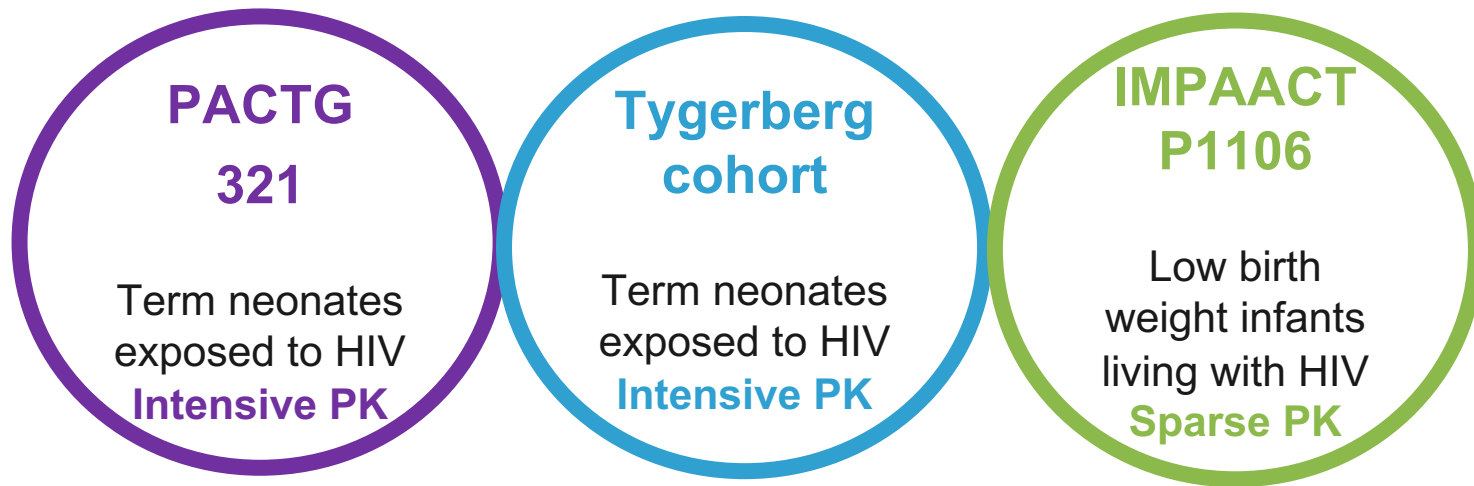 PACTG
321
Term neonates
exposed to HIV
Intensive PK
Tygerberg
cohort
Term neonates
exposed to HIV
Intensive PK
IMPAACT
P1106
Low birth
weight infants
living with HIV
Sparse PK